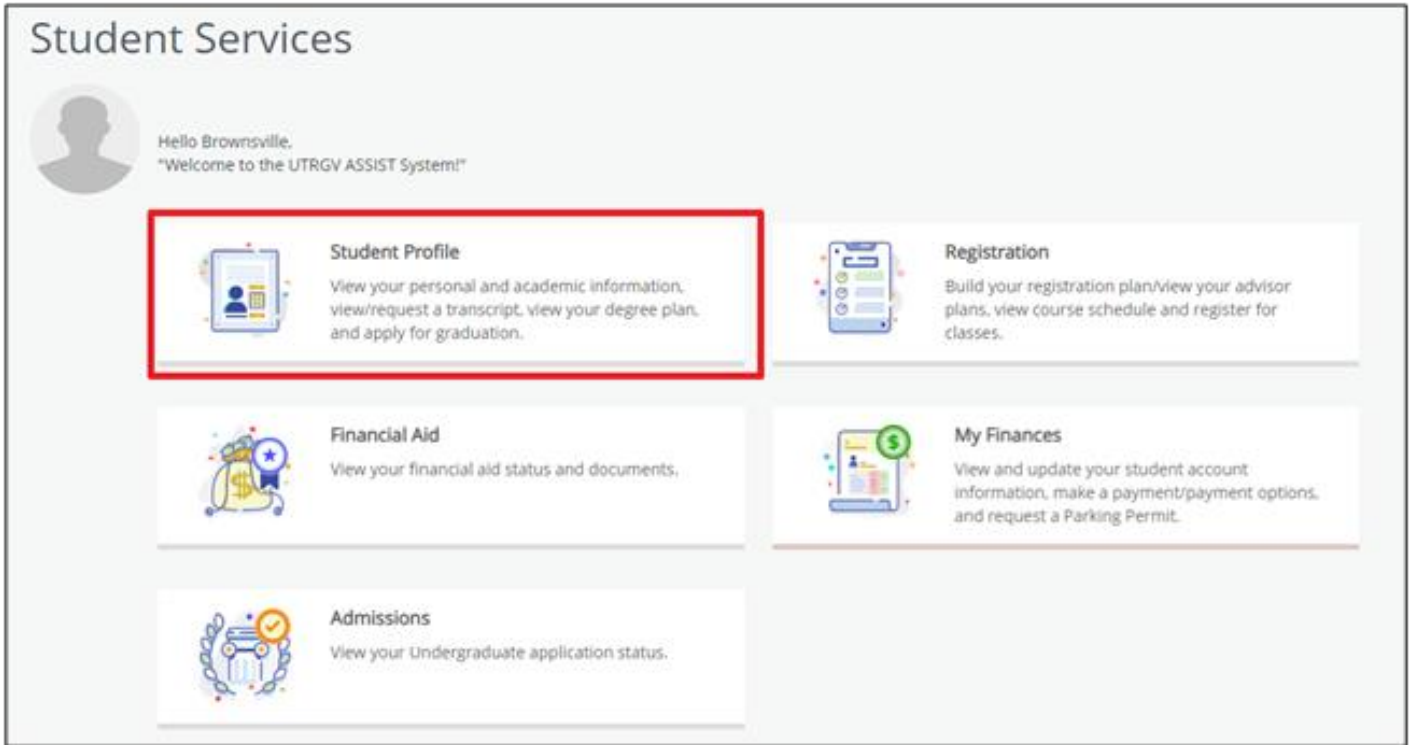 Student Services
Hello Brownsville,
"Welcome to the UTRGV ASSIST System!"
Student Profile
View your personal and academic information,
view/request a transcript, view your degree plan,
and apply for graduation.
Registration
Build your registration plan/view your advisor
plans, view course schedule and register for
classes.
Financial Aid
View your financial aid status and documents.
My Finances
View and update your student account
information, make a payment/payment options,
and request a Parking Permit.
Admissions
View your Undergraduate application status.